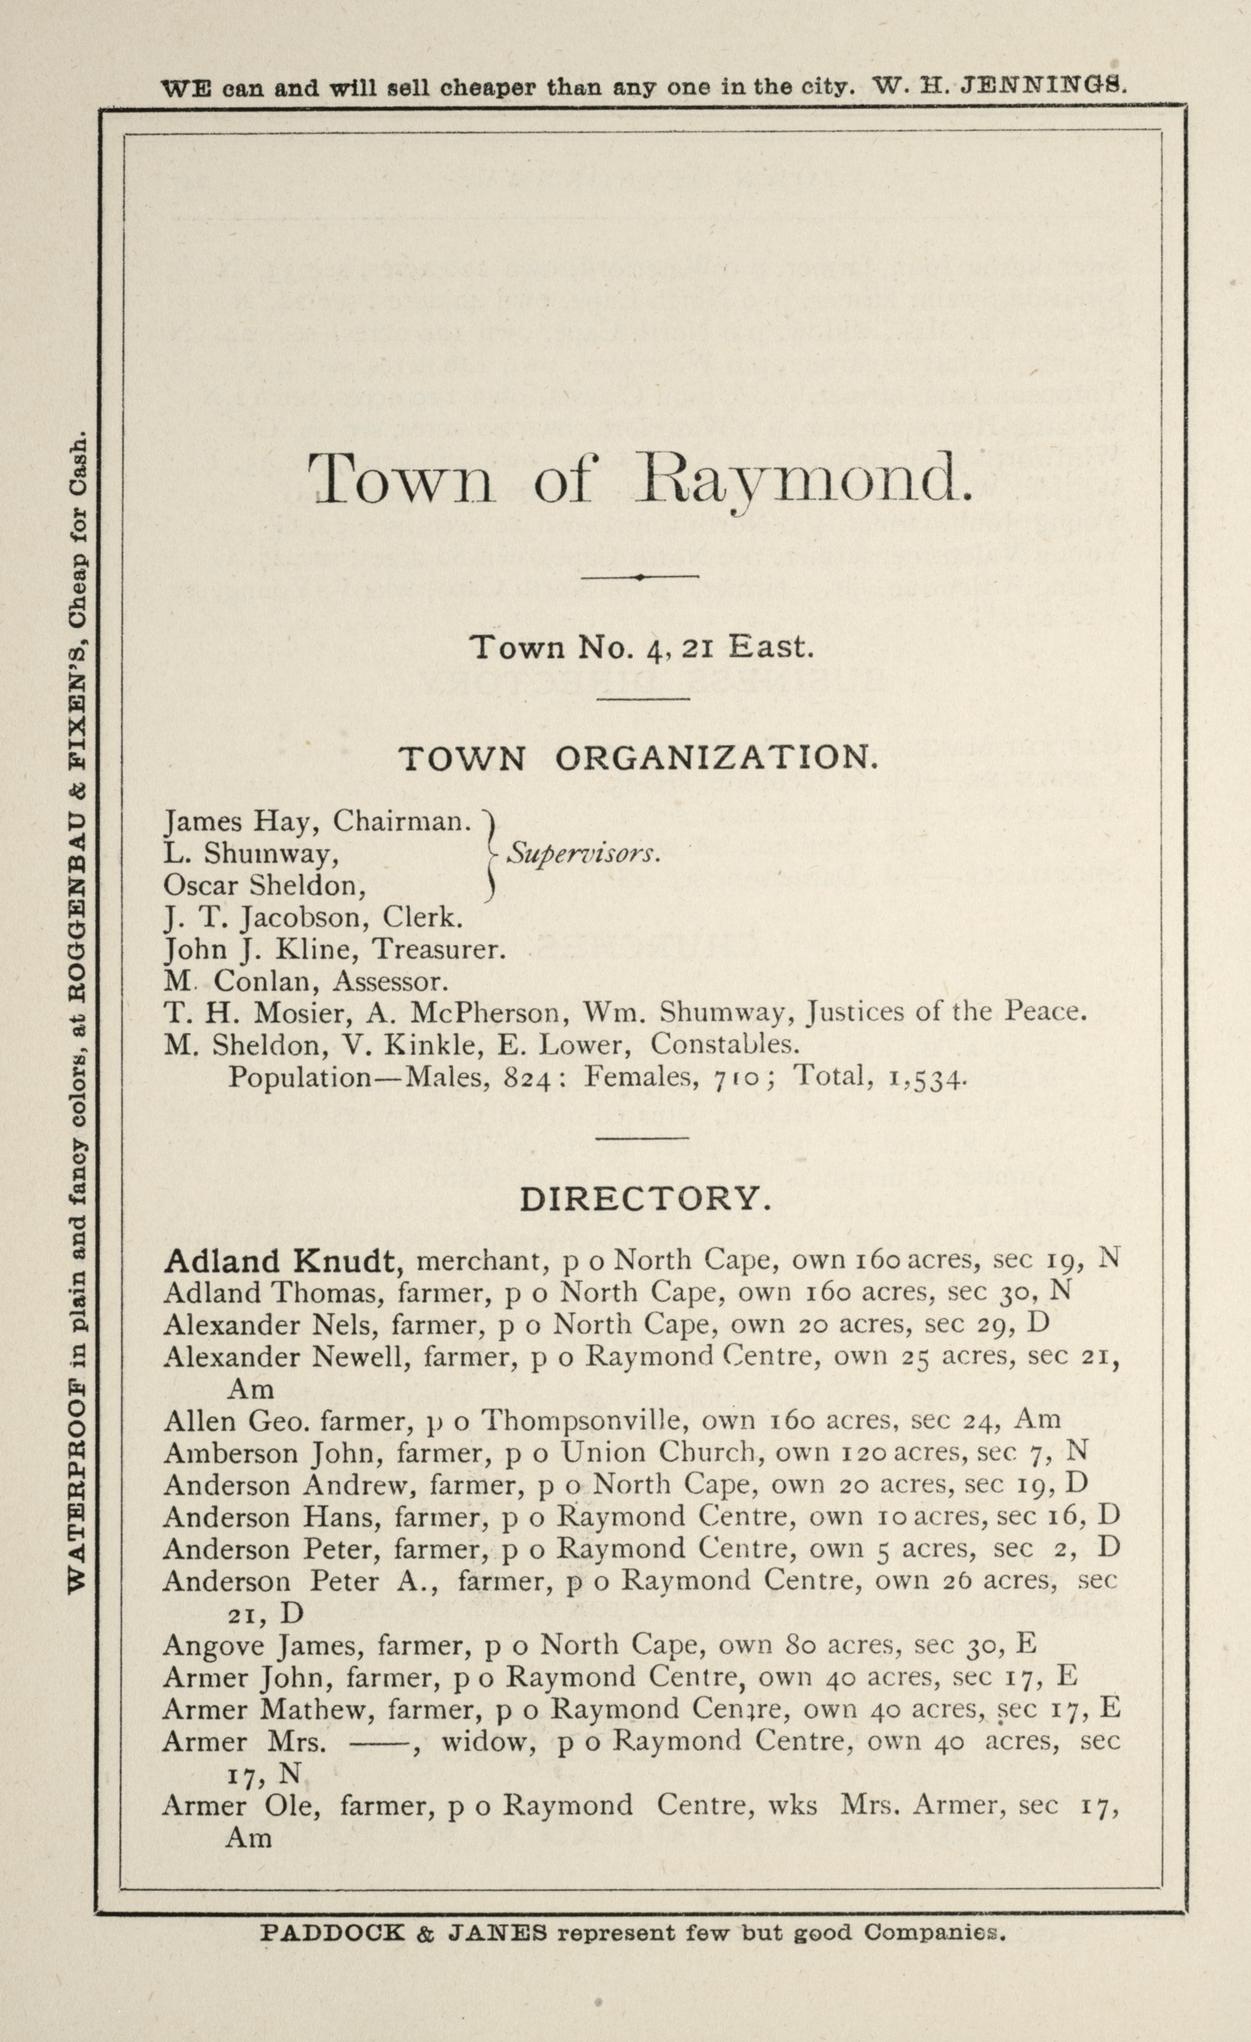 WE can and will sell cheaper than any one in the city. W. H. JENNINGS.
WATERPROOF in plain and fancy colors, at ROGGENBAU & FIXEN'S, Cheap for Cash.
Town of Raymond.
Town No. 4, 21 East.
TOWN ORGANIZATION.
James Hay, Chairman.
L. Shumway,
Oscar Sheldon,
} Supervisors.
J. T. Jacobson, Clerk.
John J. Kline, Treasurer.
M. Conlan, Assessor.
T. H. Mosier, A. McPherson, Wm. Shumway, Justices of the Peace.
M. Sheldon, V. Kinkle, E. Lower, Constables.
Population—Males, 824: Females, 710; Total, 1,534.
DIRECTORY.
Adland Knudt, merchant, p o North Cape, own 160 acres, sec 19, N
Adland Thomas, farmer, p o North Cape, own 160 acres, sec 30, N
Alexander Nels, farmer, p o North Cape, own 20 acres, sec 29, D
Alexander Newell, farmer, p o Raymond Centre, own 25 acres, sec 21,
Am
Allen Geo. farmer, p o Thompsonville, own 160 acres, sec 24, Am
Amberson John, farmer, p o Union Church, own 120 acres, sec 7, N
Anderson Andrew, farmer, p o North Cape, own 20 acres, sec 19, D
Anderson Hans, farmer, p o Raymond Centre, own 10 acres, sec 16, D
Anderson Peter, farmer, p o Raymond Centre, own 5 acres, sec 2, D
Anderson Peter A., farmer, p o Raymond Centre, own 26 acres, sec
21, D
Angove James, farmer, p o North Cape, own 80 acres, sec 30, E
Armer John, farmer, p o Raymond Centre, own 40 acres, sec 17, E
Armer Mathew, farmer, p o Raymond Centre, own 40 acres, sec 17, E
Armer Mrs. ——, widow, p o Raymond Centre, own 40 acres, sec
17, N
Armer Ole, farmer, p o Raymond Centre, wks Mrs. Armer, sec 17,
Am
PADDOCK & JANES represent few but good Companies.